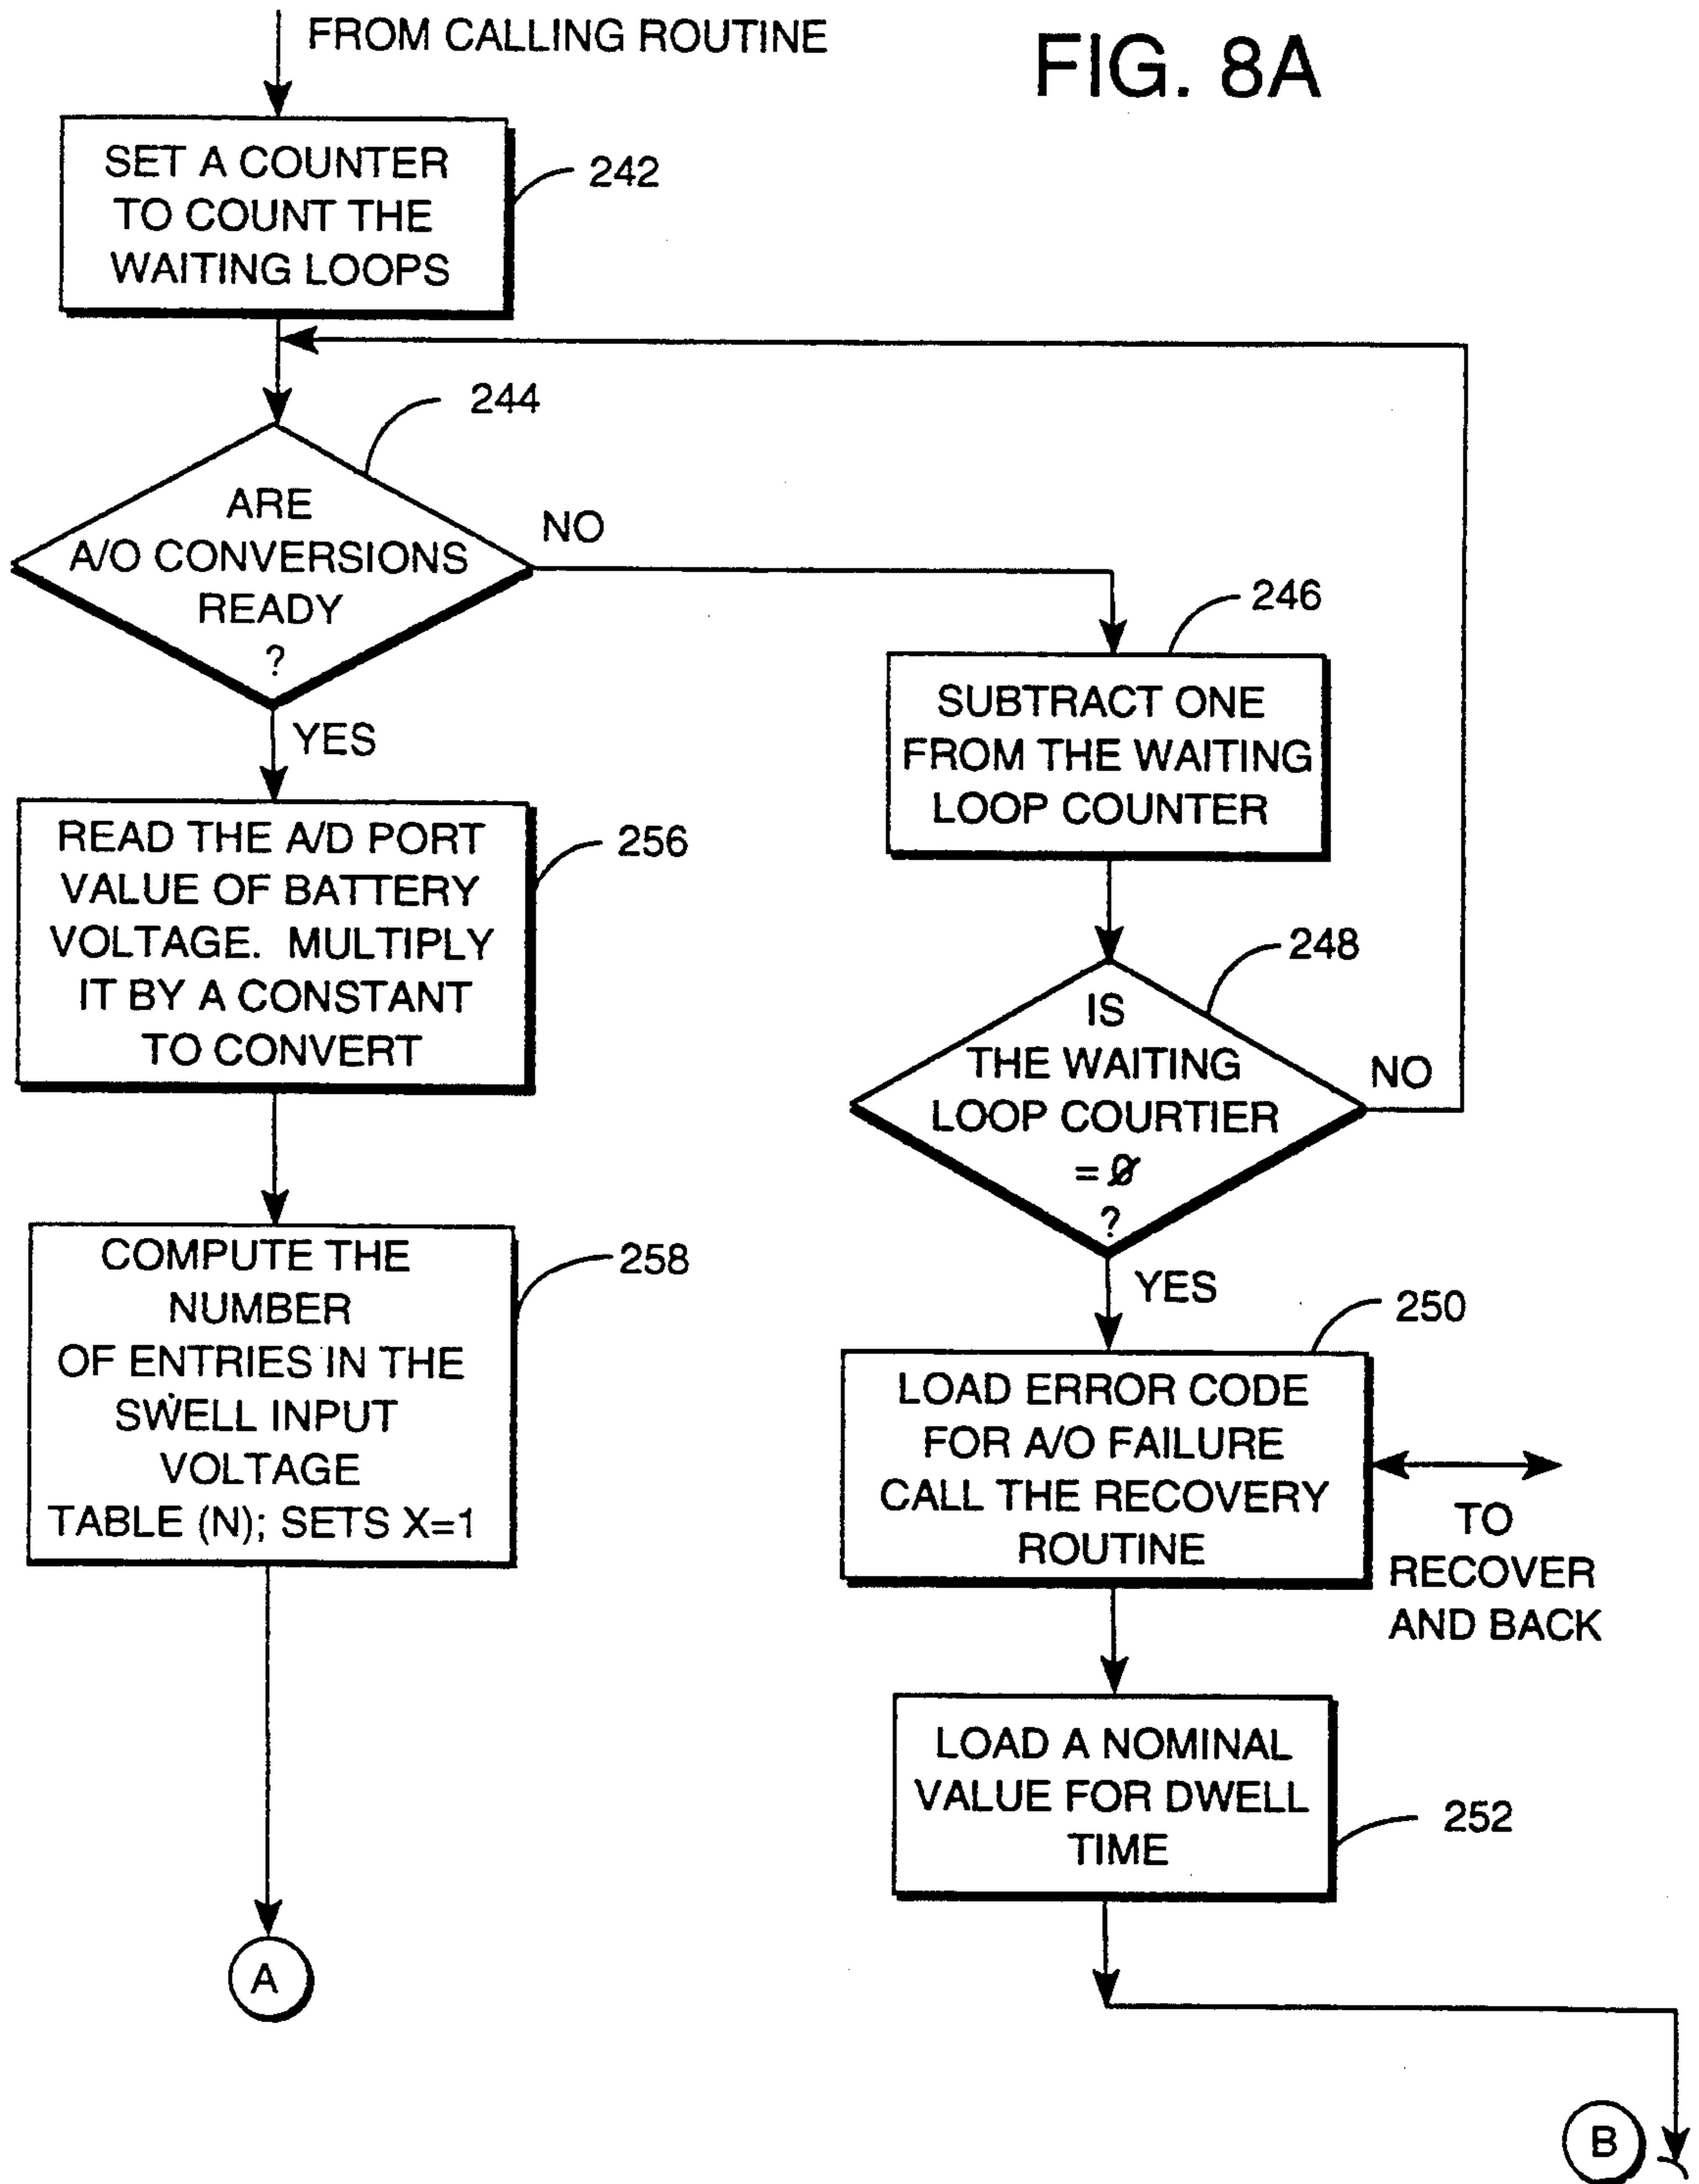 FROM CALLING ROUTINE
FIG. 8A
SET A COUNTER
TO COUNT THE
WAITING LOOPS
242
244
ARE
A/O CONVERSIONS
READY
?
NO
YES
246
SUBTRACT ONE
FROM THE WAITING
LOOP COUNTER
256
READ THE A/D PORT
VALUE OF BATTERY
VOLTAGE. MULTIPLY
IT BY A CONSTANT
TO CONVERT
248
IS
THE WAITING
LOOP COURTIER
= 0
?
NO
YES
258
COMPUTE THE
NUMBER
OF ENTRIES IN THE
SWELL INPUT
VOLTAGE
TABLE (N); SETS X=1
250
LOAD ERROR CODE
FOR A/O FAILURE
CALL THE RECOVERY
ROUTINE
TO
RECOVER
AND BACK
LOAD A NOMINAL
VALUE FOR DWELL
TIME
252
A
B